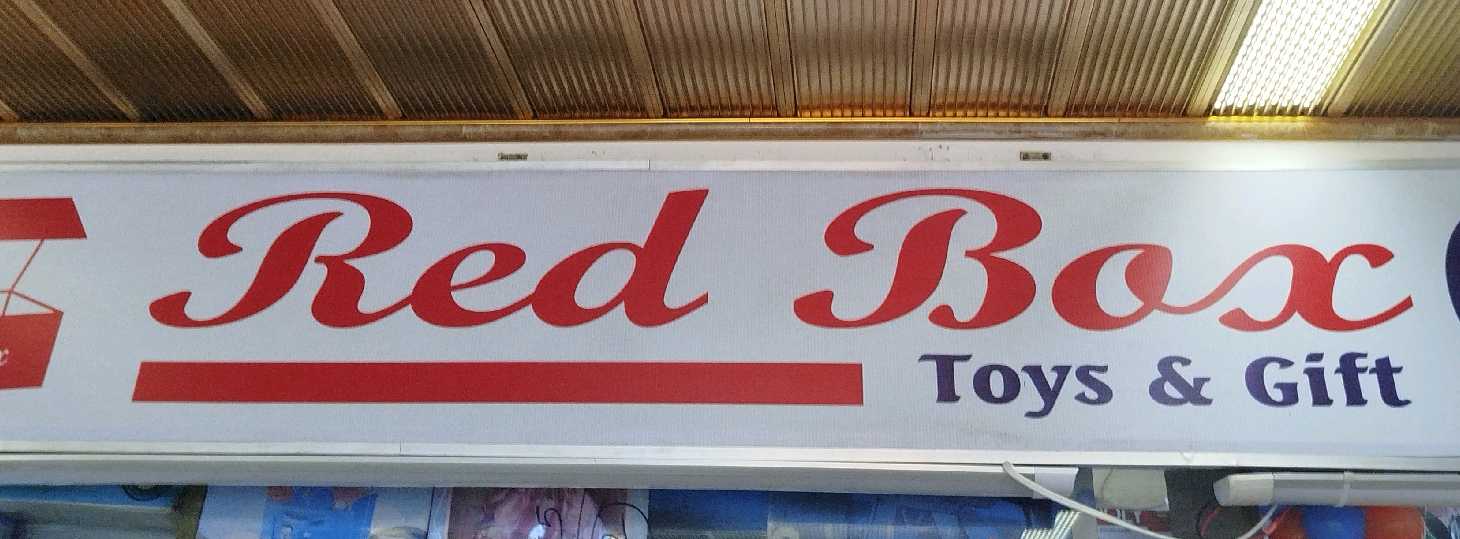 Red Box
Toys & Gift